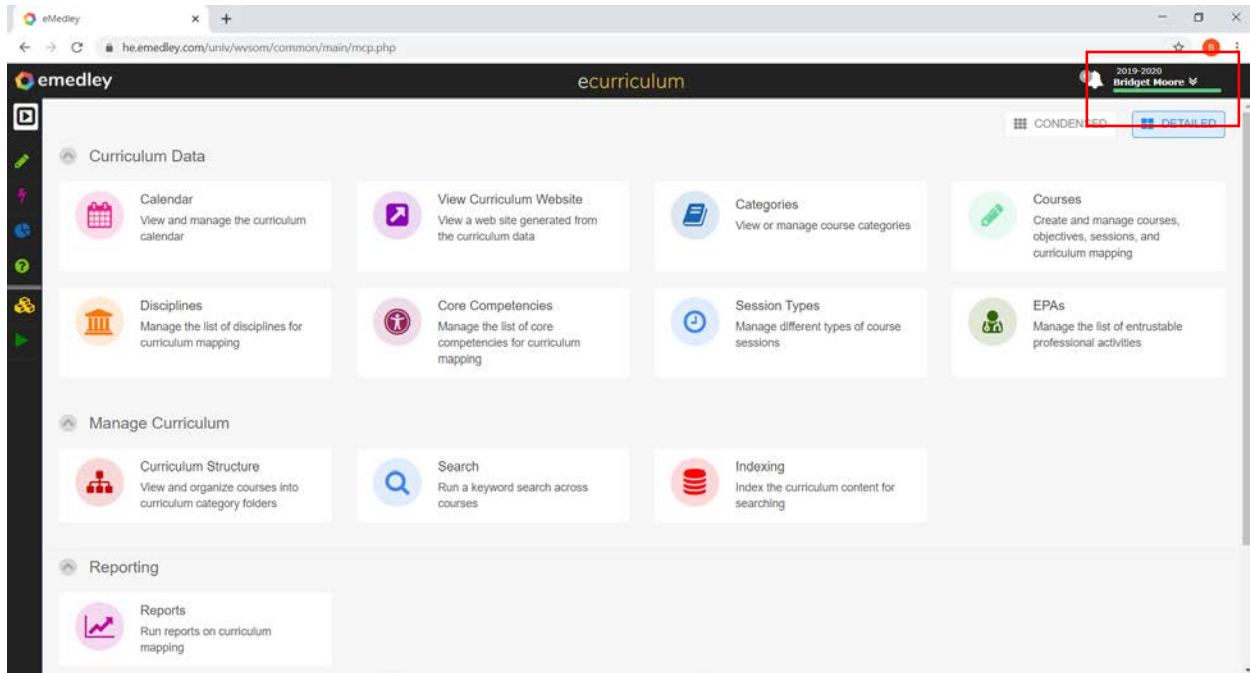 eMedley
he.emedley.com/univ/wvsom/common/main/mcp.php
B
emedley
ecurriculum
2019-2020
Bridget Moore
CONDENSED
DETAILED
Curriculum Data
Calendar
View and manage the curriculum
calendar
View Curriculum Website
View a web site generated from
the curriculum data
Categories
View or manage course categories
Courses
Create and manage courses,
objectives, sessions, and
curriculum mapping
Disciplines
Manage the list of disciplines for
curriculum mapping
Core Competencies
Manage the list of core
competencies for curriculum
mapping
Session Types
Manage different types of course
sessions
EPAs
Manage the list of entrustable
professional activities
Manage Curriculum
Curriculum Structure
View and organize courses into
curriculum category folders
Search
Run a keyword search across
courses
Indexing
Index the curriculum content for
searching
Reporting
Reports
Run reports on curriculum
mapping